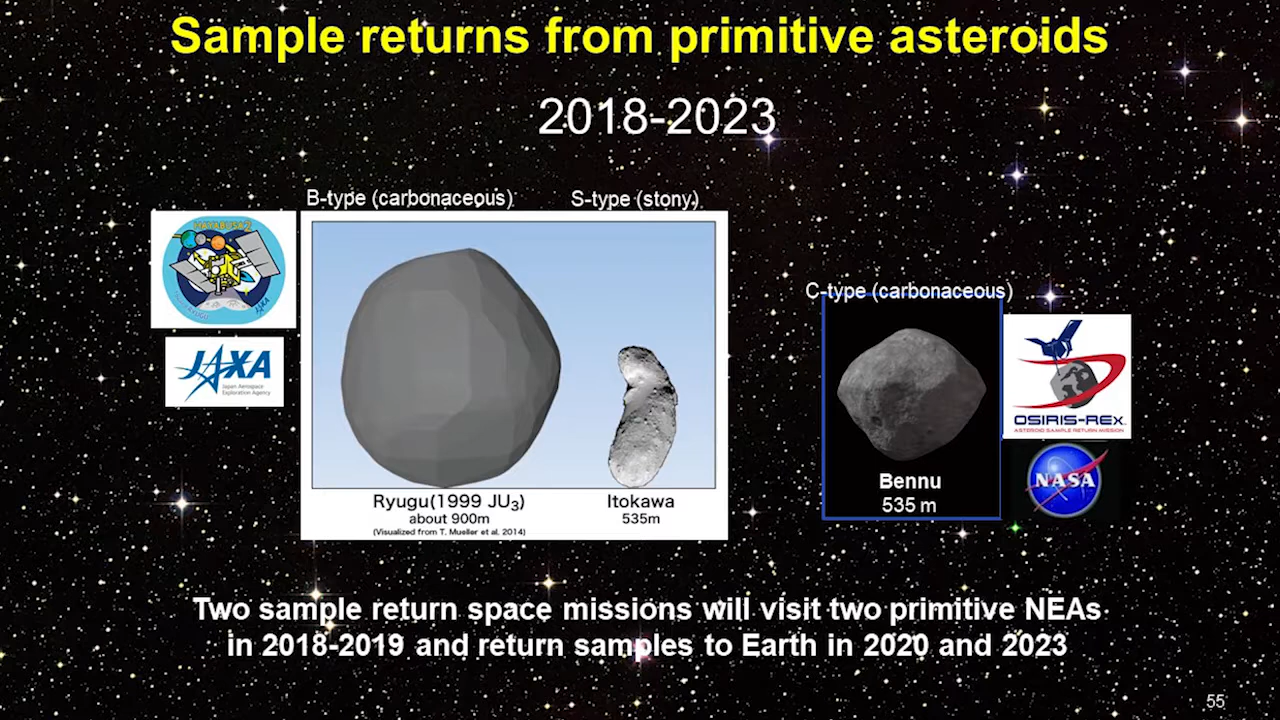 Sample returns from primitive asteroids
2018-2023
B-type (carbonaceous)
S-type (stony)
C-type (carbonaceous)
HAYABUSA2
JAXA
JAXA
Japan Aerospace
Exploration Agency
Ryugu(1999 JU3)
about 900m
(Visualized from T. Mueller et al. 2014)
Itokawa
535m
Bennu
535 m
OSIRIS-REx
ASTEROID SAMPLE RETURN MISSION
NASA
Two sample return space missions will visit two primitive NEAs
in 2018-2019 and return samples to Earth in 2020 and 2023
55